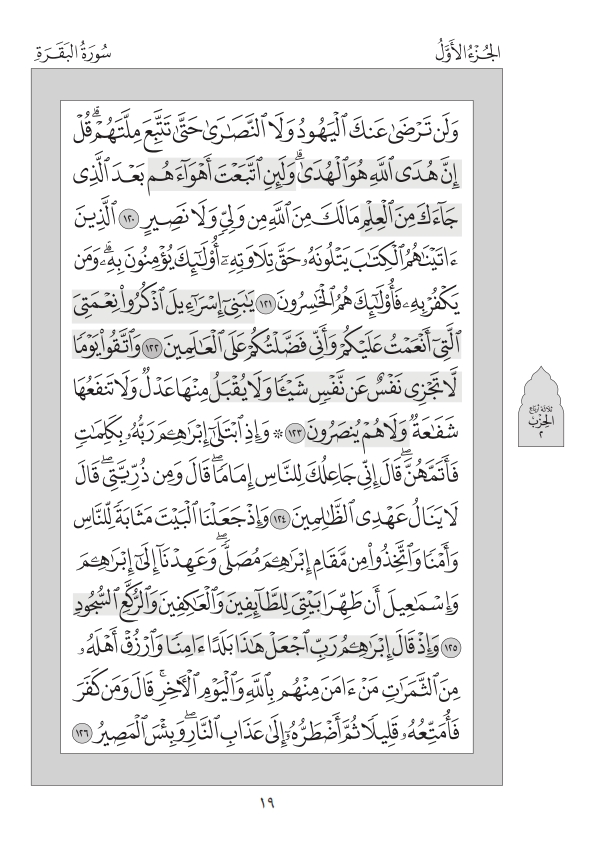 الجُزْءُ الأَوَّلُ
سُورَةُ البَقَرَةِ
وَلَن تَرْضَىٰ عَنكَ ٱلْيَهُودُ وَلَا ٱلنَّصَٰرَىٰ حَتَّىٰ تَتَّبِعَ مِلَّتَهُمْۗ قُلْ
إِنَّ هُدَى ٱللَّهِ هُوَ ٱلْهُدَىٰۗ وَلَئِنِ ٱتَّبَعْتَ أَهْوَآءَهُم بَعْدَ ٱلَّذِى
جَآءَكَ مِنَ ٱلْعِلْمِ مَا لَكَ مِنَ ٱللَّهِ مِن وَلِىٍّ وَلَا نَصِيرٍ ١٢٠ ٱلَّذِينَ
ءَاتَيْنَٰهُمُ ٱلْكِتَٰبَ يَتْلُونَهُۥ حَقَّ تِلَاوَتِهِۦٓ أُو۟لَٰٓئِكَ يُؤْمِنُونَ بِهِۦۗ وَمَن
يَكْفُرْ بِهِۦ فَأُو۟لَٰٓئِكَ هُمُ ٱلْخَٰسِرُونَ ١٢١ يَٰبَنِىٓ إِسْرَٰٓءِيلَ ٱذْكُرُوا۟ نِعْمَتِىَ
ٱلَّتِىٓ أَنْعَمْتُ عَلَيْكُمْ وَأَنِّى فَضَّلْتُكُمْ عَلَى ٱلْعَٰلَمِينَ ١٢٢ وَٱتَّقُوا۟ يَوْمًا
لَّا تَجْزِى نَفْسٌ عَن نَّفْسٍ شَيْـًٔا وَلَا يُقْبَلُ مِنْهَا عَدْلٌ وَلَا تَنفَعُهَا
شَفَٰعَةٌ وَلَا هُمْ يُنصَرُونَ ١٢٣ ۞ وَإِذِ ٱبْتَلَىٰٓ إِبْرَٰهِـۧمَ رَبُّهُۥ بِكَلِمَٰتٍ
فَأَتَمَّهُنَّۖ قَالَ إِنِّى جَاعِلُكَ لِلنَّاسِ إِمَامًاۖ قَالَ وَمِن ذُرِّيَّتِىۖ قَالَ
لَا يَنَالُ عَهْدِى ٱلظَّٰلِمِينَ ١٢٤ وَإِذْ جَعَلْنَا ٱلْبَيْتَ مَثَابَةً لِّلنَّاسِ
وَأَمْنًا وَٱتَّخِذُوا۟ مِن مَّقَامِ إِبْرَٰهِـۧمَ مُصَلًّىۖ وَعَهِدْنَآ إِلَىٰٓ إِبْرَٰهِـۧمَ
وَإِسْمَٰعِيلَ أَن طَهِّرَا بَيْتِىَ لِلطَّآئِفِينَ وَٱلْعَٰكِفِينَ وَٱلرُّكَّعِ ٱلسُّجُودِ
١٢٥ وَإِذْ قَالَ إِبْرَٰهِـۧمُ رَبِّ ٱجْعَلْ هَٰذَا بَلَدًا ءَامِنًا وَٱرْزُقْ أَهْلَهُۥ
مِنَ ٱلثَّمَرَٰتِ مَنْ ءَامَنَ مِنْهُم بِٱللَّهِ وَٱلْيَوْمِ ٱلْءَاخِرِۚ قَالَ وَمَن كَفَرَ
فَأُمَتِّعُهُۥ قَلِيلًا ثُمَّ أَضْطَرُّهُۥٓ إِلَىٰ عَذَابِ ٱلنَّارِۖ وَبِئْسَ ٱلْمَصِيرُ ١٢٦
ثلاثة أرباع
الحِزْب
٢
١٩